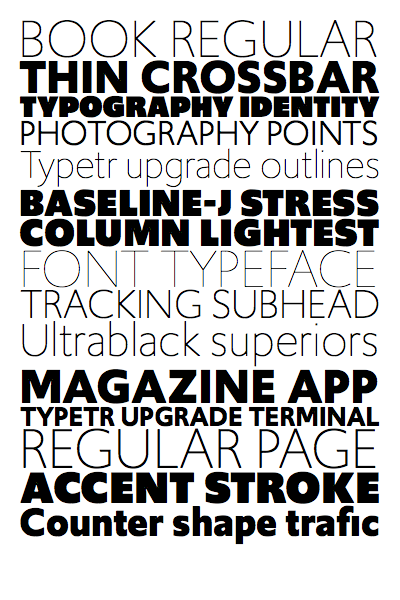 BOOK REGULAR
THIN CROSSBAR
TYPOGRAPHY IDENTITY
PHOTOGRAPHY POINTS
Typetr upgrade outlines
BASELINE-J STRESS
COLUMN LIGHTEST
FONT TYPEFACE
TRACKING SUBHEAD
Ultrablack superiors
MAGAZINE APP
TYPETR UPGRADE TERMINAL
REGULAR PAGE
ACCENT STROKE
Counter shape trafic